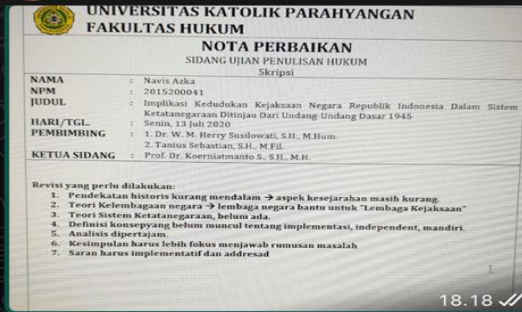 UNIVERSITAS KATOLIK PARAHYANGAN
FAKULTAS HUKUM
NOTA PERBAIKAN
SIDANG UJIAN PENULISAN HUKUM
Skripsi
NAMA : Navis Azka
NPM : 2015200041
JUDUL : Implikasi Kedudukan Kejaksaan Negara Republik Indonesia Dalam Sistem
Ketatanegaraan Ditinjau Dari Undang-Undang Dasar 1945
HARI/TGL. : Senin, 13 Juli 2020
PEMBIMBING : 1. Dr. W. M. Herry Susilowati, S.H., M.Hum.
2. Tanius Sebastian, S.H., M.Fil.
KETUA SIDANG : Prof. Dr. Koerniatmanto S., S.H., M.H.
Revisi yang perlu dilakukan:
1. Pendekatan historis kurang mendalam → aspek kesejarahan masih kurang.
2. Teori Kelembagaan negara → lembaga negara bantu untuk "Lembaga Kejaksaan"
3. Teori Sistem Ketatanegaraan, belum ada.
4. Definisi konsepyang belum muncul tentang implementasi, independent, mandiri.
5. Analisis dipertajam.
6. Kesimpulan harus lebih fokus menjawab rumusan masalah
7. Saran harus implementatif dan addresad
18.18